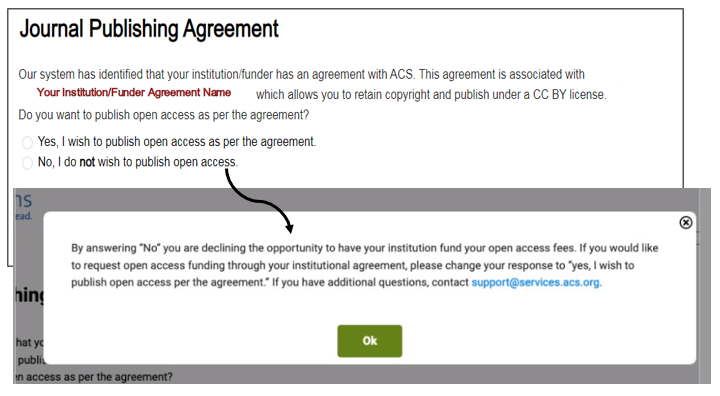 Journal Publishing Agreement
Our system has identified that your institution/funder has an agreement with ACS. This agreement is associated with
Your Institution/Funder Agreement Name which allows you to retain copyright and publish under a CC BY license.
Do you want to publish open access as per the agreement?
Yes, I wish to publish open access as per the agreement.
No, I do not wish to publish open access.
ns
ead.
By answering "No" you are declining the opportunity to have your institution fund your open access fees. If you would like
to request open access funding through your institutional agreement, please change your response to "yes, I wish to
publish open access per the agreement." If you have additional questions, contact support@services.acs.org.
hing
Ok
hat yo
publis
n access as per the agreement?